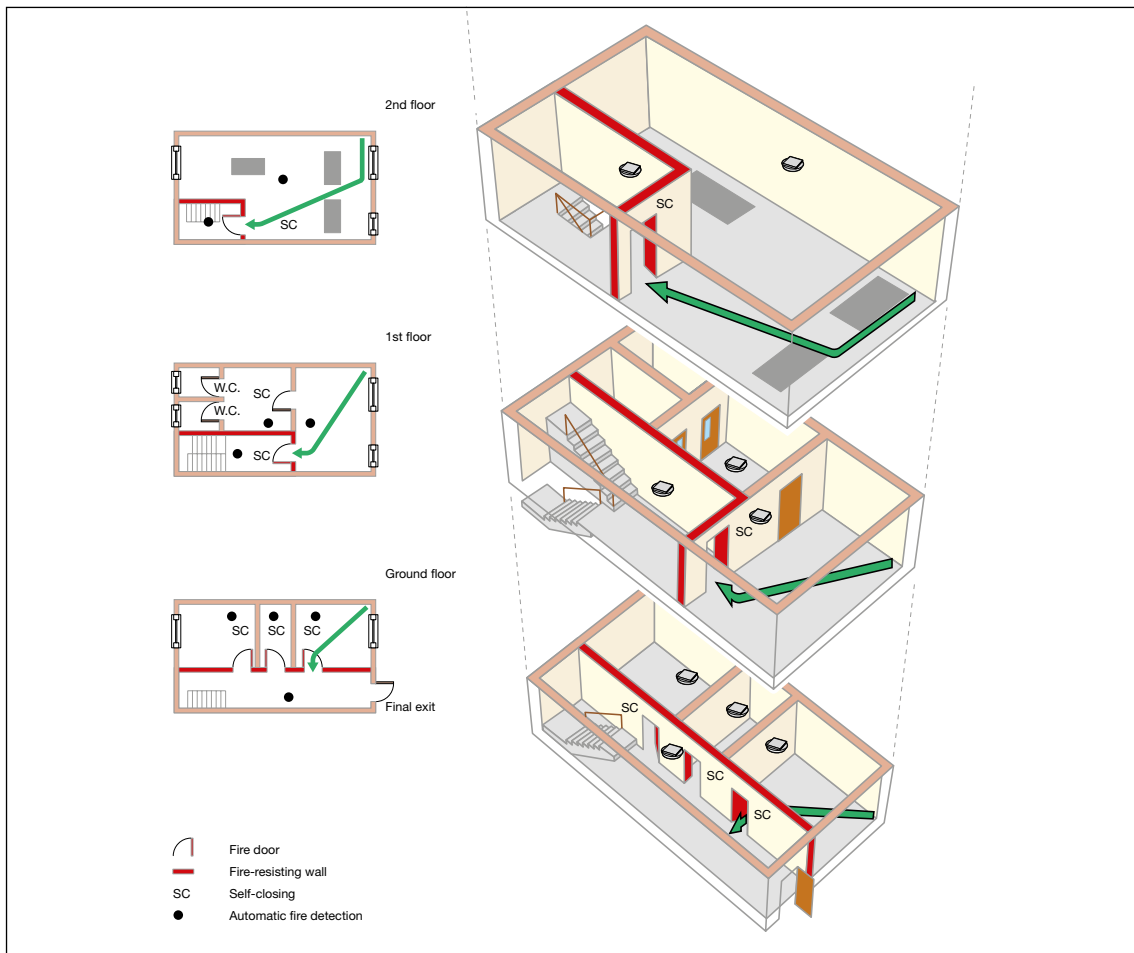 2nd floor
SC
SC
1st floor
W.C.
SC
W.C.
SC
SC
Ground floor
SC
SC
SC
SC
SC
SC
Final exit
Fire door
Fire-resisting wall
SC
Self-closing
Automatic fire detection